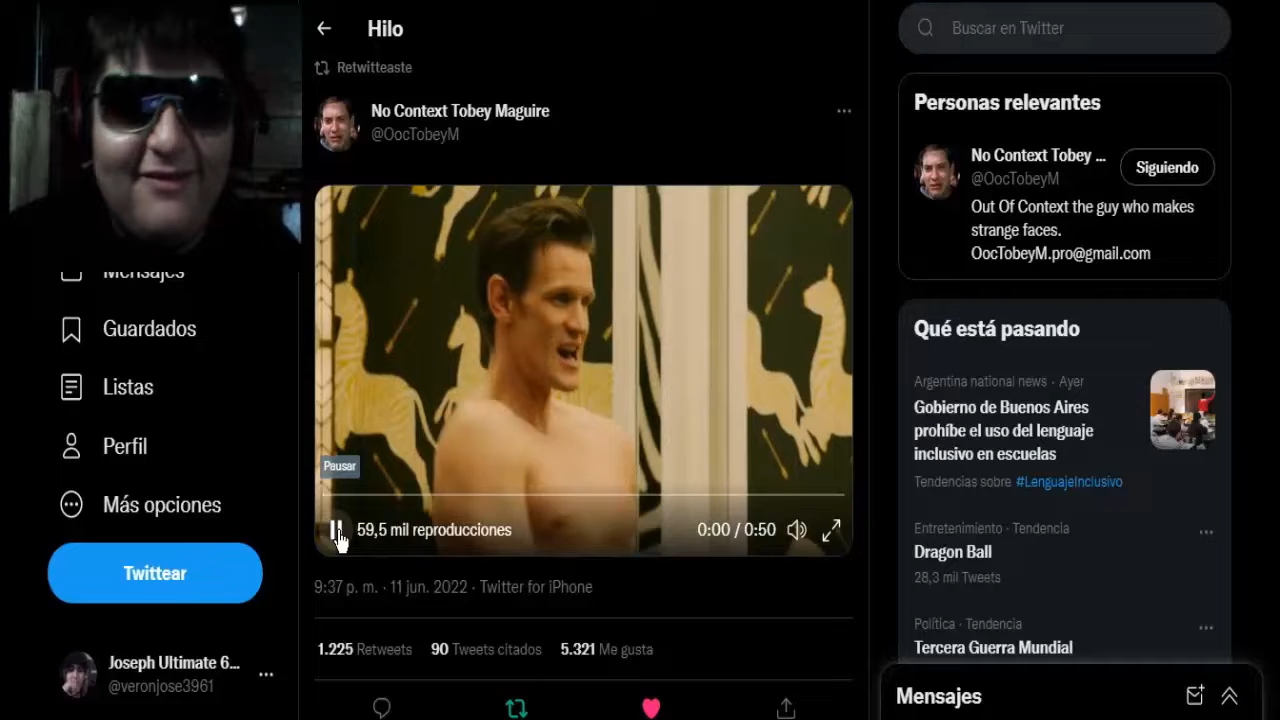 Hilo
Retwitteaste
No Context Tobey Maguire
@OocTobeyM
Pausar
59,5 mil reproducciones
0:00 / 0:50
9:37 p. m. · 11 jun. 2022 · Twitter for iPhone
1.225 Retweets 90 Tweets citados 5.321 Me gusta
Mensajes
Guardados
Listas
Perfil
Más opciones
Twittear
Joseph Ultimate 6...
@veronjose3961
Buscar en Twitter
Personas relevantes
No Context Tobey ...
@OocTobeyM
Siguiendo
Out Of Context the guy who makes
strange faces.
OocTobeyM.pro@gmail.com
Qué está pasando
Argentina national news · Ayer
Gobierno de Buenos Aires
prohíbe el uso del lenguaje
inclusivo en escuelas
Tendencias sobre #LenguajeInclusivo
Entretenimiento · Tendencia
Dragon Ball
28,3 mil Tweets
Política · Tendencia
Tercera Guerra Mundial
Mensajes